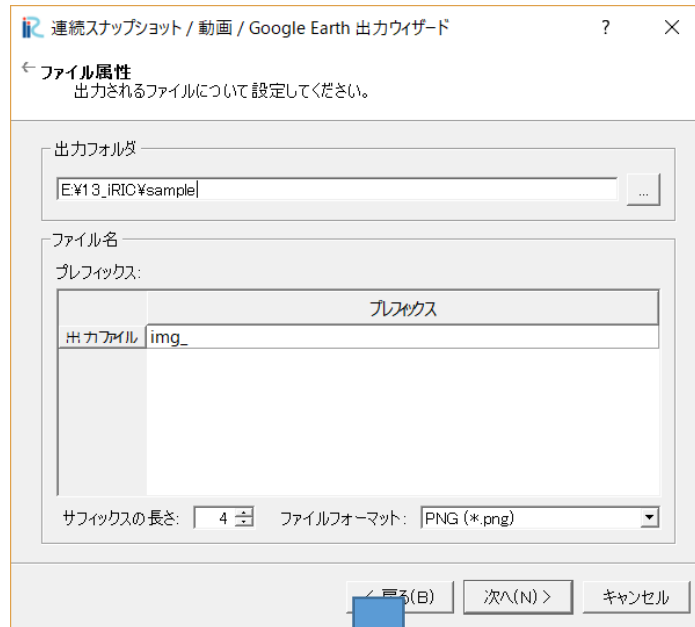 連続スナップショット / 動画 / Google Earth 出力ウィザード ? ×
ファイル属性
出力されるファイルについて設定してください。
出力フォルダ
E:¥13_iRIC¥sample
...
ファイル名
プレフィックス:
プレフィックス
出力ファイル img_
サフィックスの長さ: 4 ファイルフォーマット: PNG (*.png)
< 戻る(B) 次へ(N) > キャンセル